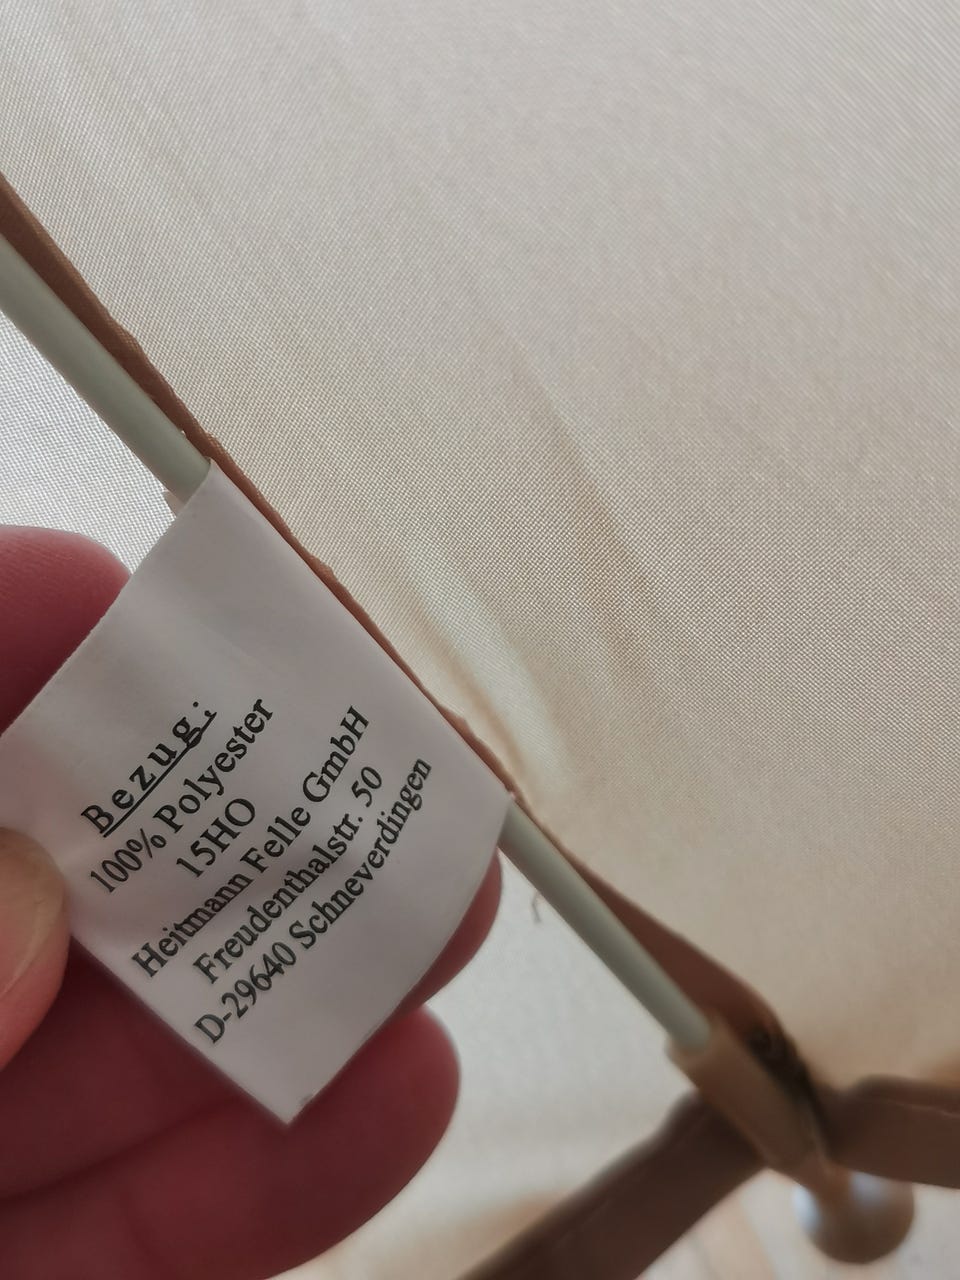 Bezug:
100% Polyester
15HO
Heitmann Felle GmbH
Freudenthalstr. 50
D-29640 Schneverdingen